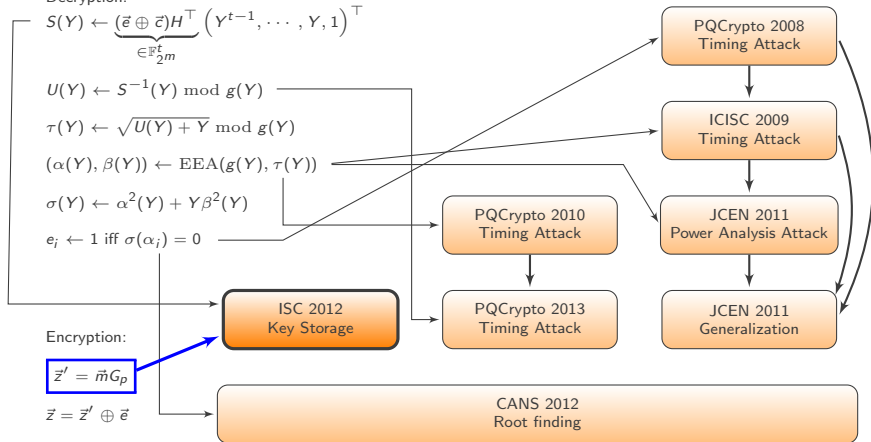 Decryption:
S(Y) ← (e⃗ ⊕ c⃗)H^⊤ (Y^{t−1}, ··· , Y, 1)^⊤
∈𝔽^t_{2^m}
U(Y) ← S^{−1}(Y) mod g(Y)
τ(Y) ← √(U(Y) + Y) mod g(Y)
(α(Y), β(Y)) ← EEA(g(Y), τ(Y))
σ(Y) ← α²(Y) + Yβ²(Y)
e_i ← 1 iff σ(α_i) = 0
PQCrypto 2008
Timing Attack
ICISC 2009
Timing Attack
PQCrypto 2010
Timing Attack
JCEN 2011
Power Analysis Attack
ISC 2012
Key Storage
PQCrypto 2013
Timing Attack
JCEN 2011
Generalization
Encryption:
z⃗ ′ = m⃗G_p
z⃗ = z⃗ ′ ⊕ e⃗
CANS 2012
Root finding